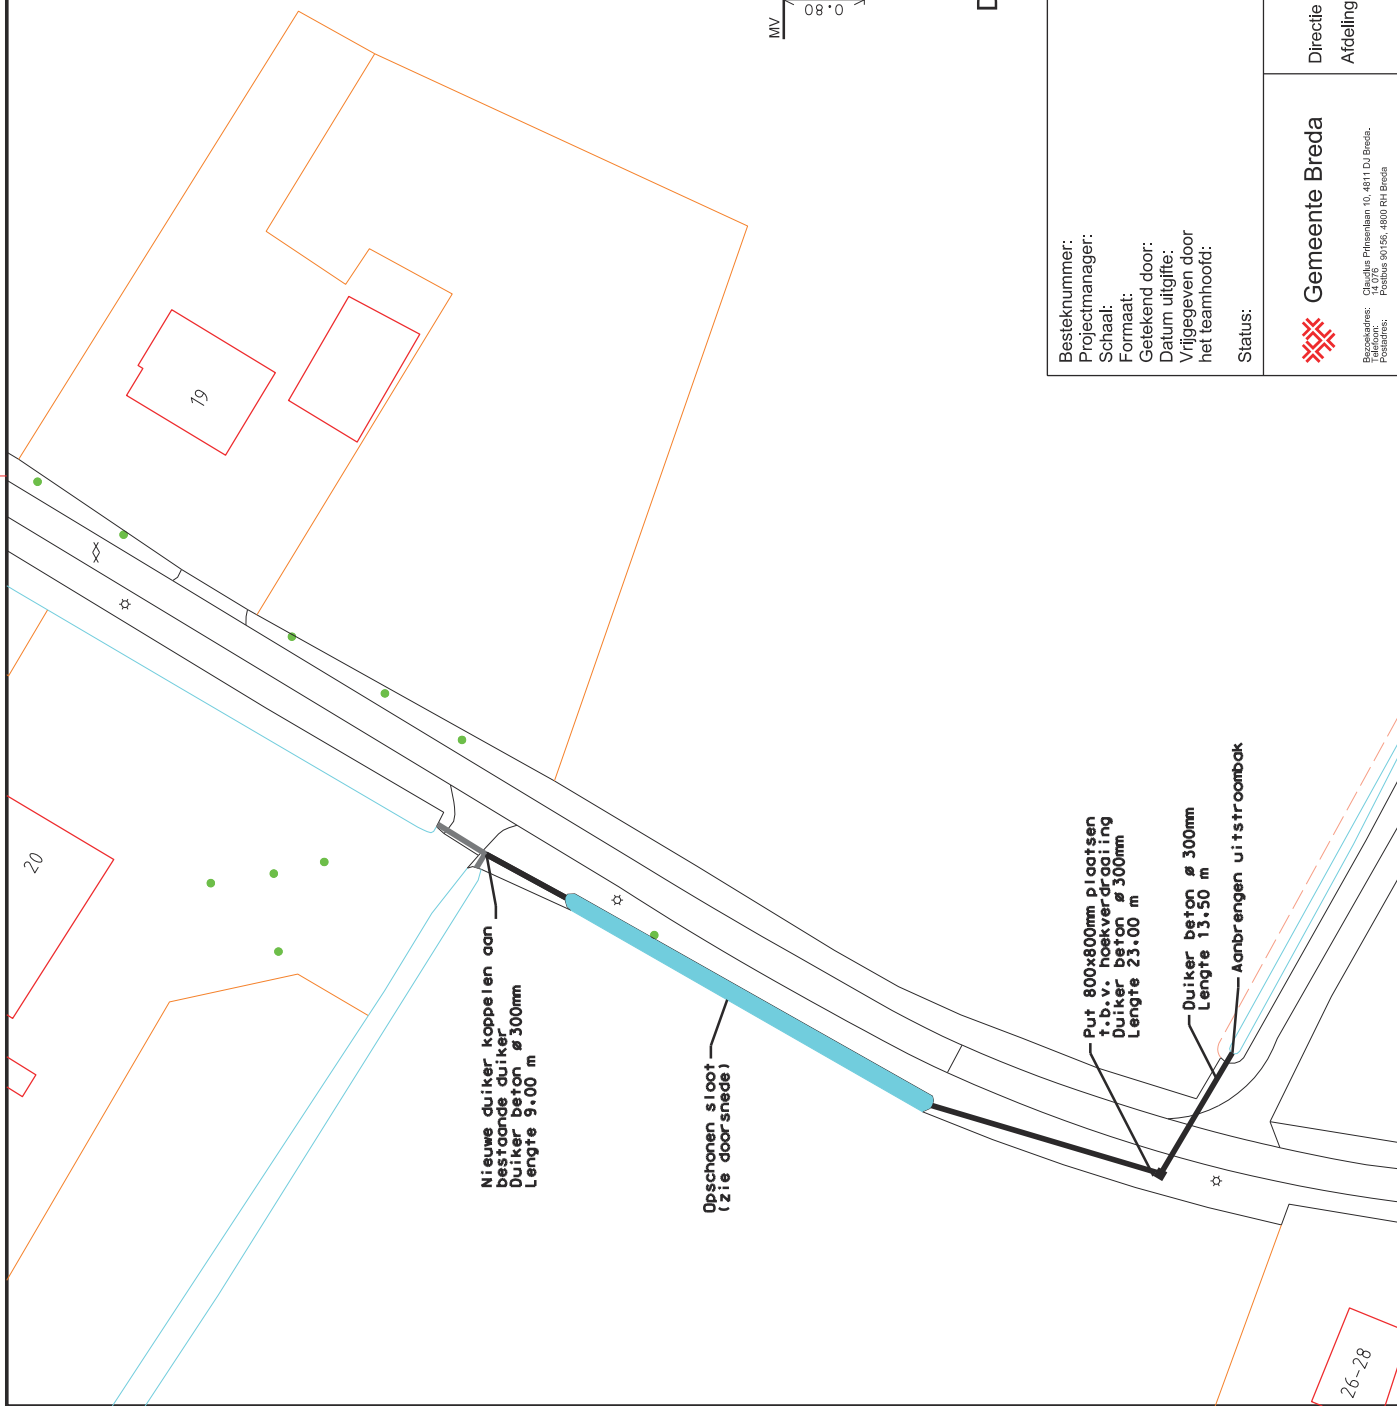 19
20
26-28
Nieuwe duiker koppelen aan
bestaande duiker
Duiker beton ø 300mm
Lengte 9.00 m
Opschonen sloot
(zie doorsnede)
Put 800x800mm plaatsen
t.b.v. hoekverdraaiing
Duiker beton ø 300mm
Lengte 23.00 m
Duiker beton ø 300mm
Lengte 13.50 m
Aanbrengen uitstroombak
MV
0.80
Besteknummer:
Projectmanager:
Schaal:
Formaat:
Getekend door:
Datum uitgifte:
Vrijgegeven door
het teamhoofd:
Status:
Gemeente Breda
Bezoekadres: Claudius Prinsenlaan 10, 4811 DJ Breda.
Telefoon: 14 076
Postadres: Postbus 90156, 4800 RH Breda
Directie
Afdeling